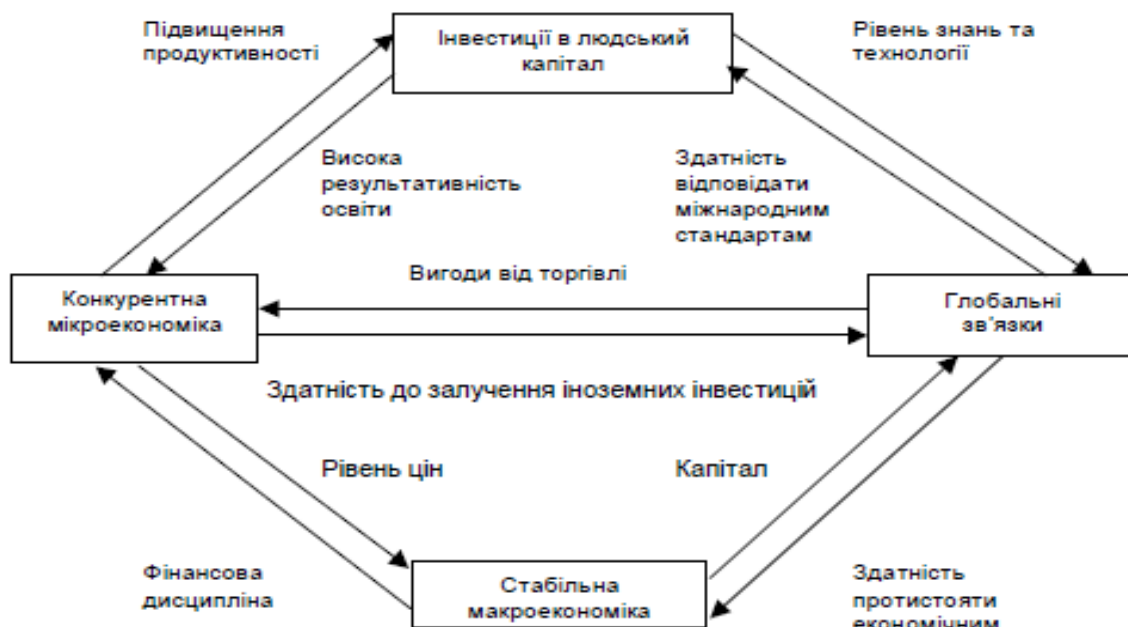 Підвищення
продуктивності
Інвестиції в людський
капітал
Рівень знань та
технології
Висока
результативність
освіти
Здатність
відповідати
міжнародним
стандартам
Вигоди від торгівлі
Конкурентна
мікроекономіка
Глобальні
зв'язки
Здатність до залучення іноземних інвестицій
Рівень цін
Капітал
Фінансова
дисципліна
Стабільна
макроекономіка
Здатність
протистояти
економічним